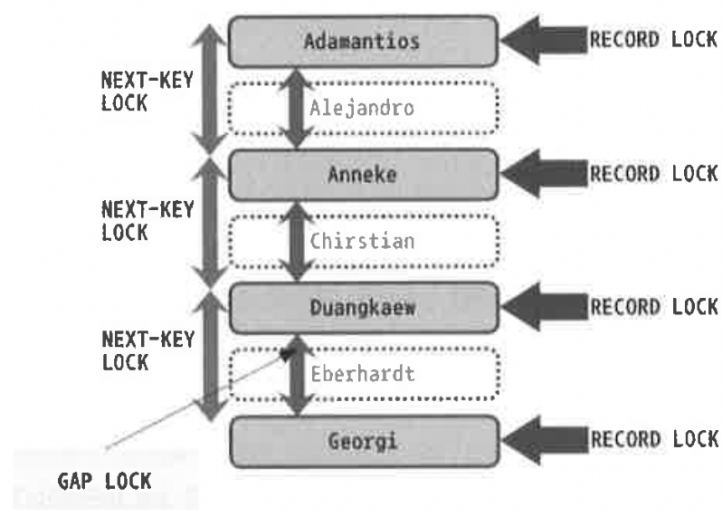 Adamantios
RECORD LOCK
NEXT-KEY
LOCK
Alejandro
Anneke
RECORD LOCK
NEXT-KEY
LOCK
Chirstian
Duangkaew
RECORD LOCK
NEXT-KEY
LOCK
Eberhardt
Georgi
RECORD LOCK
GAP LOCK